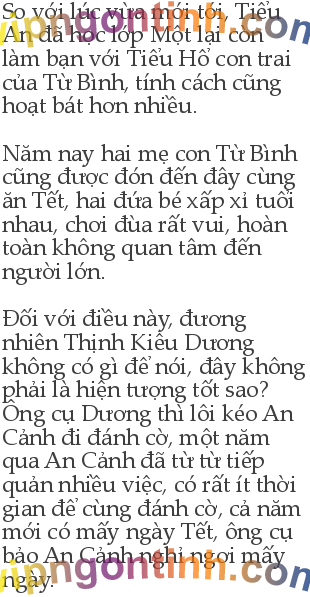 So với lúc vừa mới tới, Tiểu
An đã học lớp Một lại còn
làm bạn với Tiểu Hổ con trai
của Từ Bình, tính cách cũng
hoạt bát hơn nhiều.
Năm nay hai mẹ con Từ Bình
cũng được đón đến đây cùng
ăn Tết, hai đứa bé xấp xỉ tuổi
nhau, chơi đùa rất vui, hoàn
toàn không quan tâm đến
người lớn.
Đối với điều này, đương
nhiên Thịnh Kiêu Dương
không có gì để nói, đây không
phải là hiện tượng tốt sao?
Ông cụ Dương thì lôi kéo An
Cảnh đi đánh cờ, một năm
qua An Cảnh đã từ từ tiếp
quản nhiều việc, có rất ít thời
gian để cùng đánh cờ, cả năm
mới có mấy ngày Tết, ông cụ
bảo An Cảnh nghỉ ngơi mấy
ngày.
vipngontinh.com
vipngontinh.com